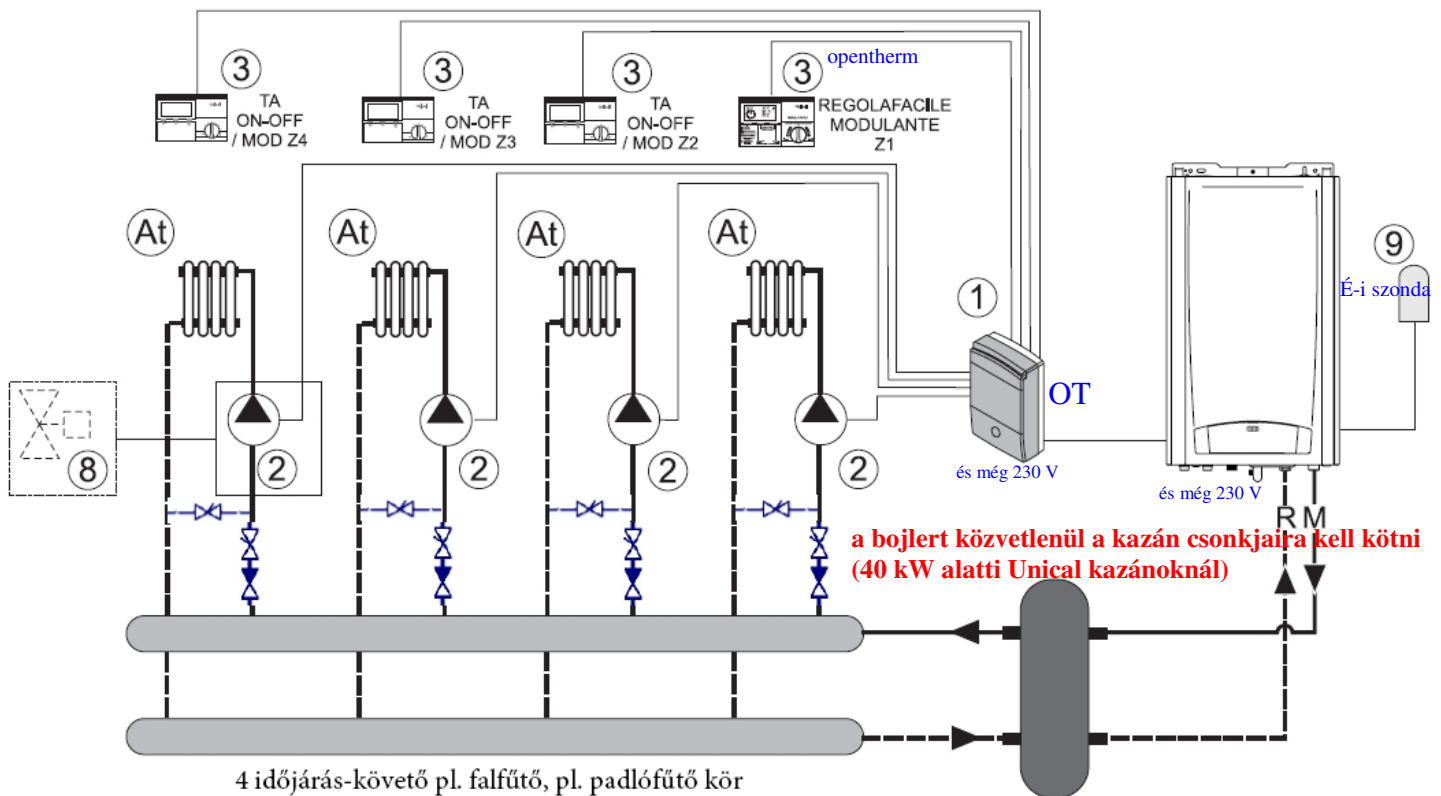 opentherm
3
3
3
3
TA
ON-OFF
/ MOD Z4
TA
ON-OFF
/ MOD Z3
TA
ON-OFF
/ MOD Z2
REGOLAFACILE
MODULANTE
Z1
At
At
At
At
9
É-i szonda
1
OT
8
2
2
2
2
és még 230 V
és még 230 V
R M
a bojlert közvetlenül a kazán csonkjaira kell kötni
(40 kW alatti Unical kazánoknál)
4 időjárás-követő pl. falfűtő, pl. padlófűtő kör